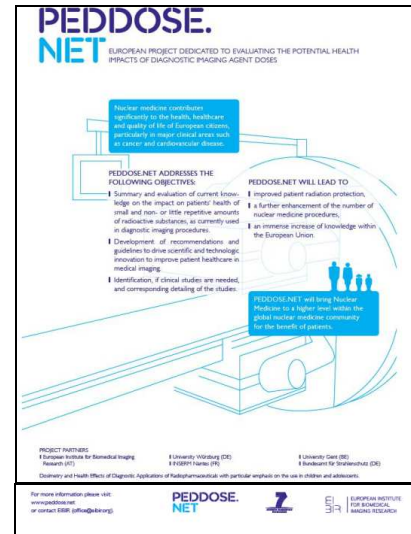 PEDDOSE.
NET
EUROPEAN PROJECT DEDICATED TO EVALUATING THE POTENTIAL HEALTH
IMPACTS OF DIAGNOSTIC IMAGING AGENT DOSES
Nuclear medicine contributes
significantly to the health, healthcare
and quality of life of European citizens,
particularly in major clinical areas such
as cancer and cardiovascular disease.
PEDDOSE.NET ADDRESSES THE
FOLLOWING OBJECTIVES:
Summary and evaluation of current know-
ledge on the impact on patients' health of
small and non- or little repetitive amounts
of radioactive substances, as currently used
in diagnostic imaging procedures.
Development of recommendations and
guidelines to drive scientific and technologic
innovation to improve patient healthcare in
medical imaging.
Identification, if clinical studies are needed,
and corresponding detailing of the studies.
PEDDOSE.NET WILL LEAD TO
improved patient radiation protection,
a further enhancement of the number of
nuclear medicine procedures,
an immense increase of knowledge within
the European Union.
PEDDOSE.NET will bring Nuclear
Medicine to a higher level within the
global nuclear medicine community
for the benefit of patients.
PROJECT PARTNERS
European Institute for Biomedical Imaging
Research (AT)
University Würzburg (DE)
INSERM Nantes (FR)
University Gent (BE)
Bundesamt für Strahlenschutz (DE)
Dosimetry and Health Effects of Diagnostic Applications of Radiopharmaceuticals with particular emphasis on the use in children and adolescents
For more information please visit:
www.peddose.net
or contact EIBIR (office@eibir.org).
PEDDOSE.
NET
EIBIR
EUROPEAN INSTITUTE
FOR BIOMEDICAL
IMAGING RESEARCH